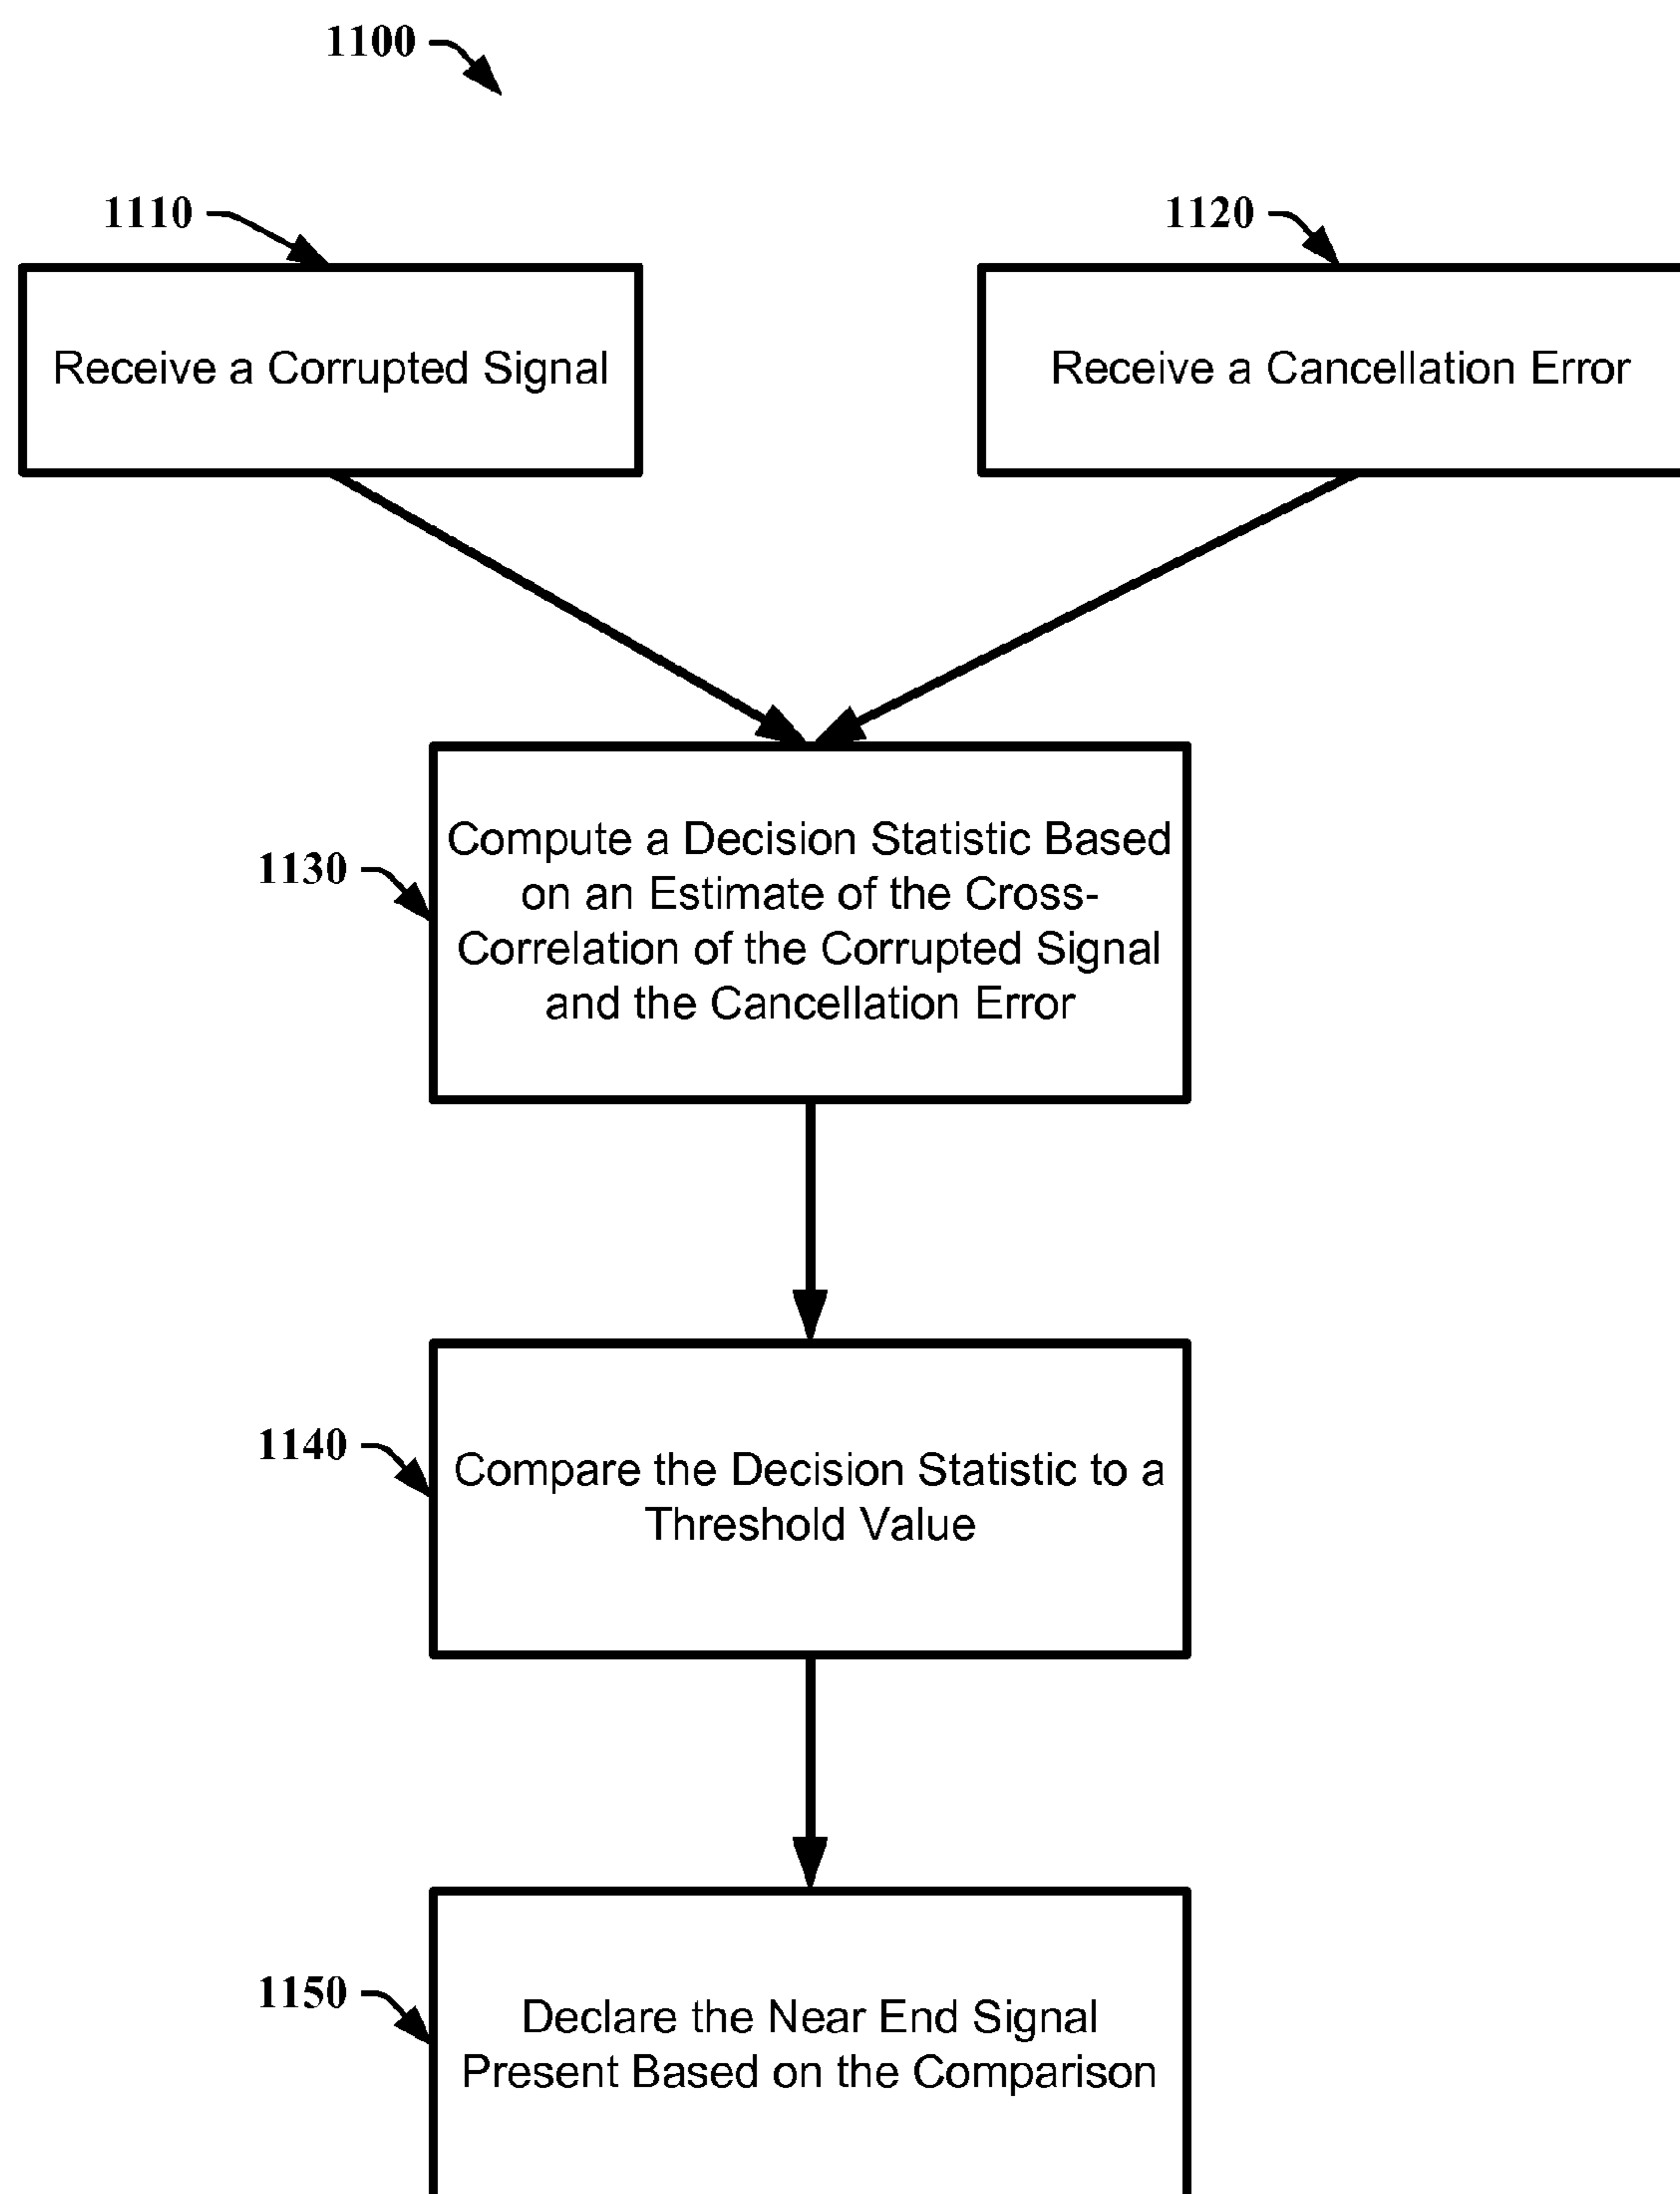 1100
1110
1120
Receive a Corrupted Signal
Receive a Cancellation Error
1130
Compute a Decision Statistic Based
on an Estimate of the Cross-
Correlation of the Corrupted Signal
and the Cancellation Error
1140
Compare the Decision Statistic to a
Threshold Value
1150
Declare the Near End Signal
Present Based on the Comparison